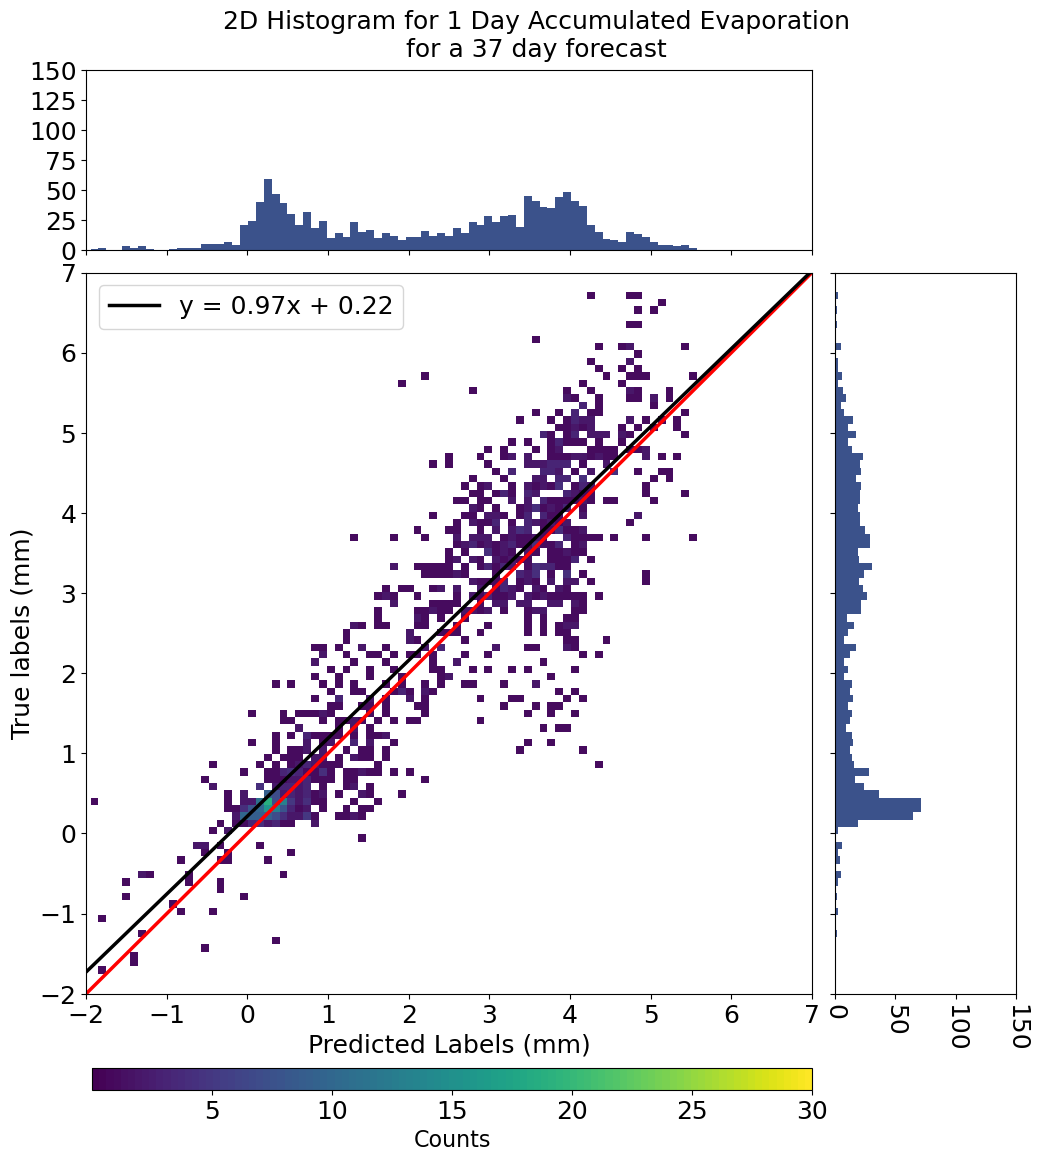 2D Histogram for 1 Day Accumulated Evaporation
for a 37 day forecast
150
125
100
75
50
25
0
7
6
5
4
3
2
1
0
−1
−2
True labels (mm)
y = 0.97x + 0.22
−2 −1 0 1 2 3 4 5 6 7
Predicted Labels (mm)
0 50 100 150
5 10 15 20 25 30
Counts